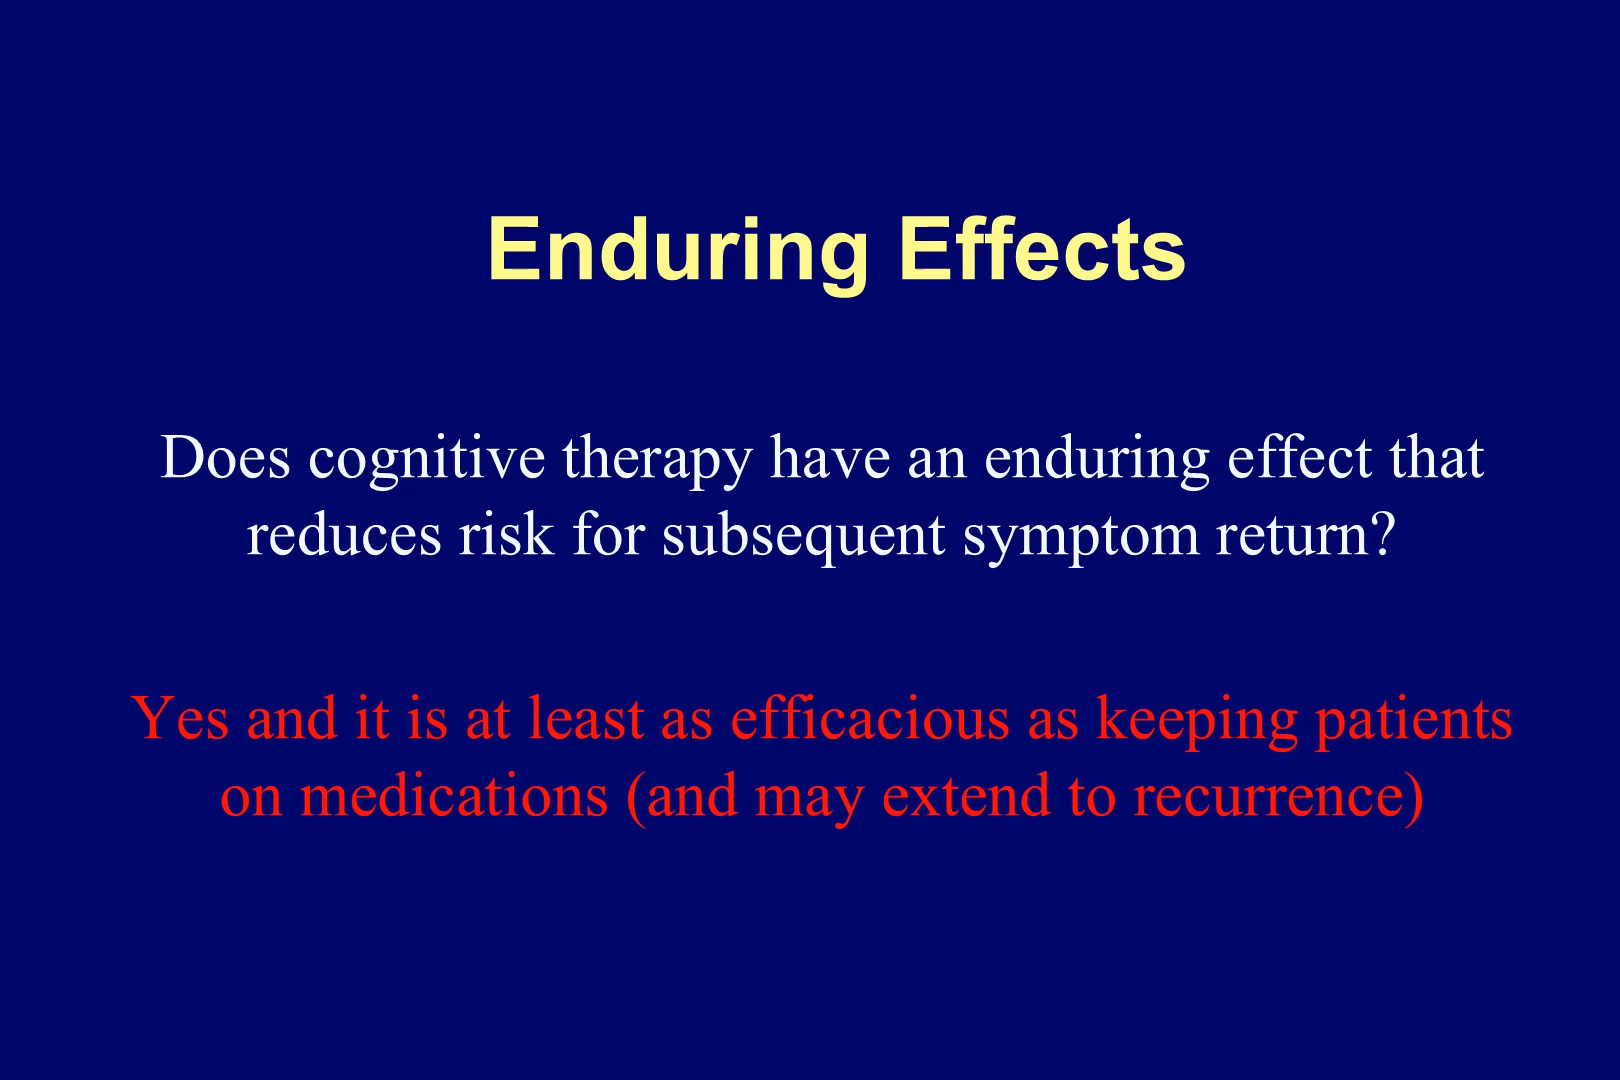 Enduring Effects
Does cognitive therapy have an enduring effect that
reduces risk for subsequent symptom return?
Yes and it is at least as efficacious as keeping patients
on medications (and may extend to recurrence)